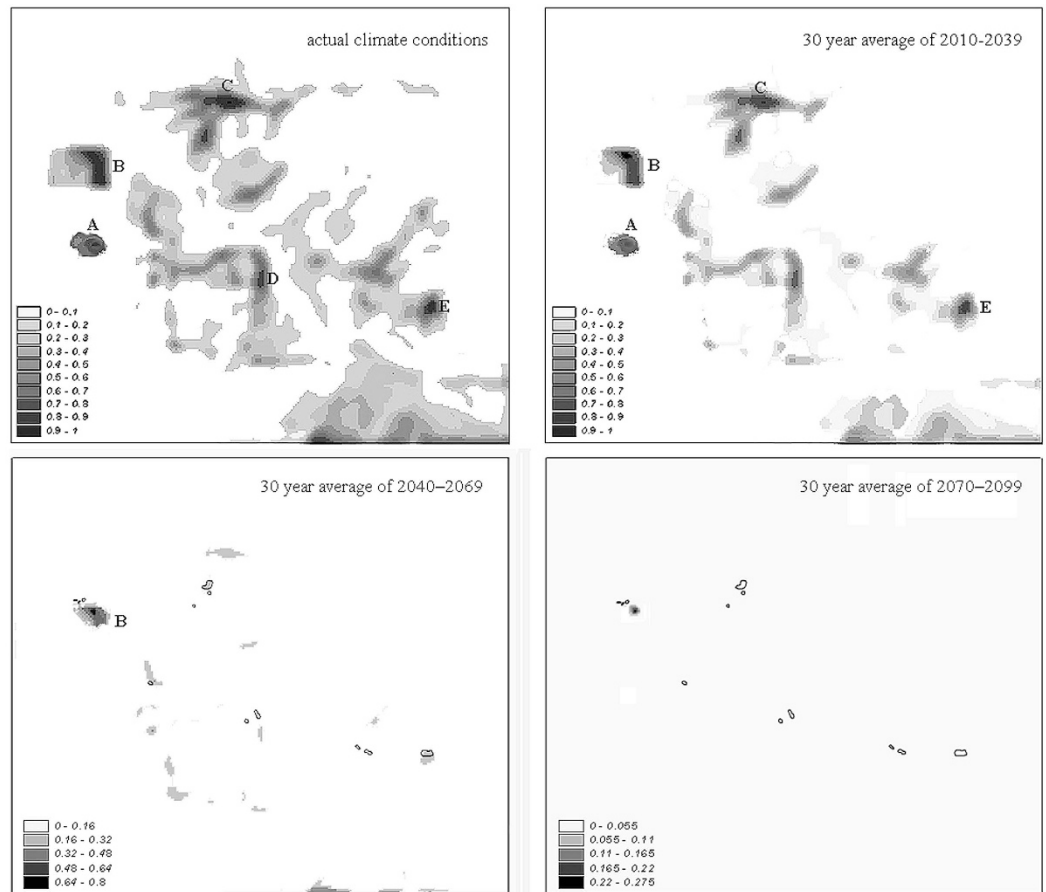 actual climate conditions
C
B
A
D
E
0 - 0.1
0.1 - 0.2
0.2 - 0.3
0.3 - 0.4
0.4 - 0.5
0.5 - 0.6
0.6 - 0.7
0.7 - 0.8
0.8 - 0.9
0.9 - 1
30 year average of 2010-2039
C
B
A
E
0 - 0.1
0.1 - 0.2
0.2 - 0.3
0.3 - 0.4
0.4 - 0.5
0.5 - 0.6
0.6 - 0.7
0.7 - 0.8
0.8 - 0.9
0.9 - 1
30 year average of 2040–2069
B
0 - 0.16
0.16 - 0.32
0.32 - 0.48
0.48 - 0.64
0.64 - 0.8
30 year average of 2070–2099
0 - 0.055
0.055 - 0.11
0.11 - 0.165
0.165 - 0.22
0.22 - 0.275